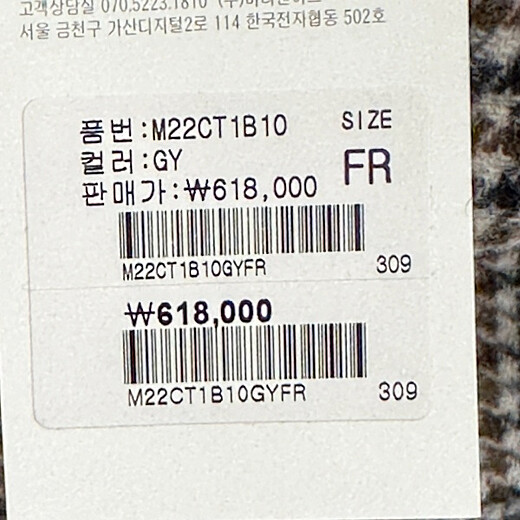 고객상담실 070.5223.1810
서울 금천구 가산디지털2로 114 한국전자협동 502호
품번:M22CT1B10 SIZE
컬러:GY FR
판매가:₩618,000
M22CT1B10GYFR 309
₩618,000
M22CT1B10GYFR 309